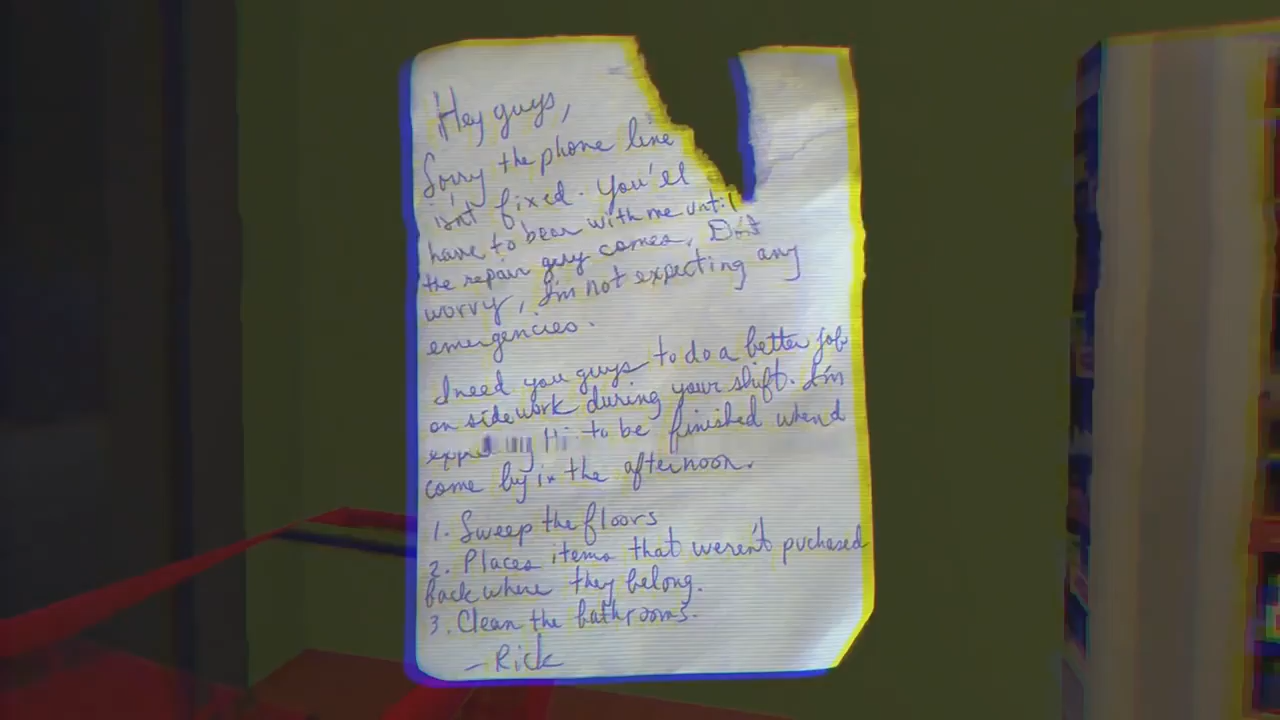 Hey guys,
Sorry the phone line
isn't fixed. You'll
have to bear with me until
the repair guy comes. Don't
worry, I'm not expecting any
emergencies.
I need you guys to do a better job
on sidework during your shift. I'm
to be finished when I
come by in the afternoon.
1. Sweep the floors
2. Places items that weren't puchased
back where they belong.
3. Clean the bathrooms.
-Rick